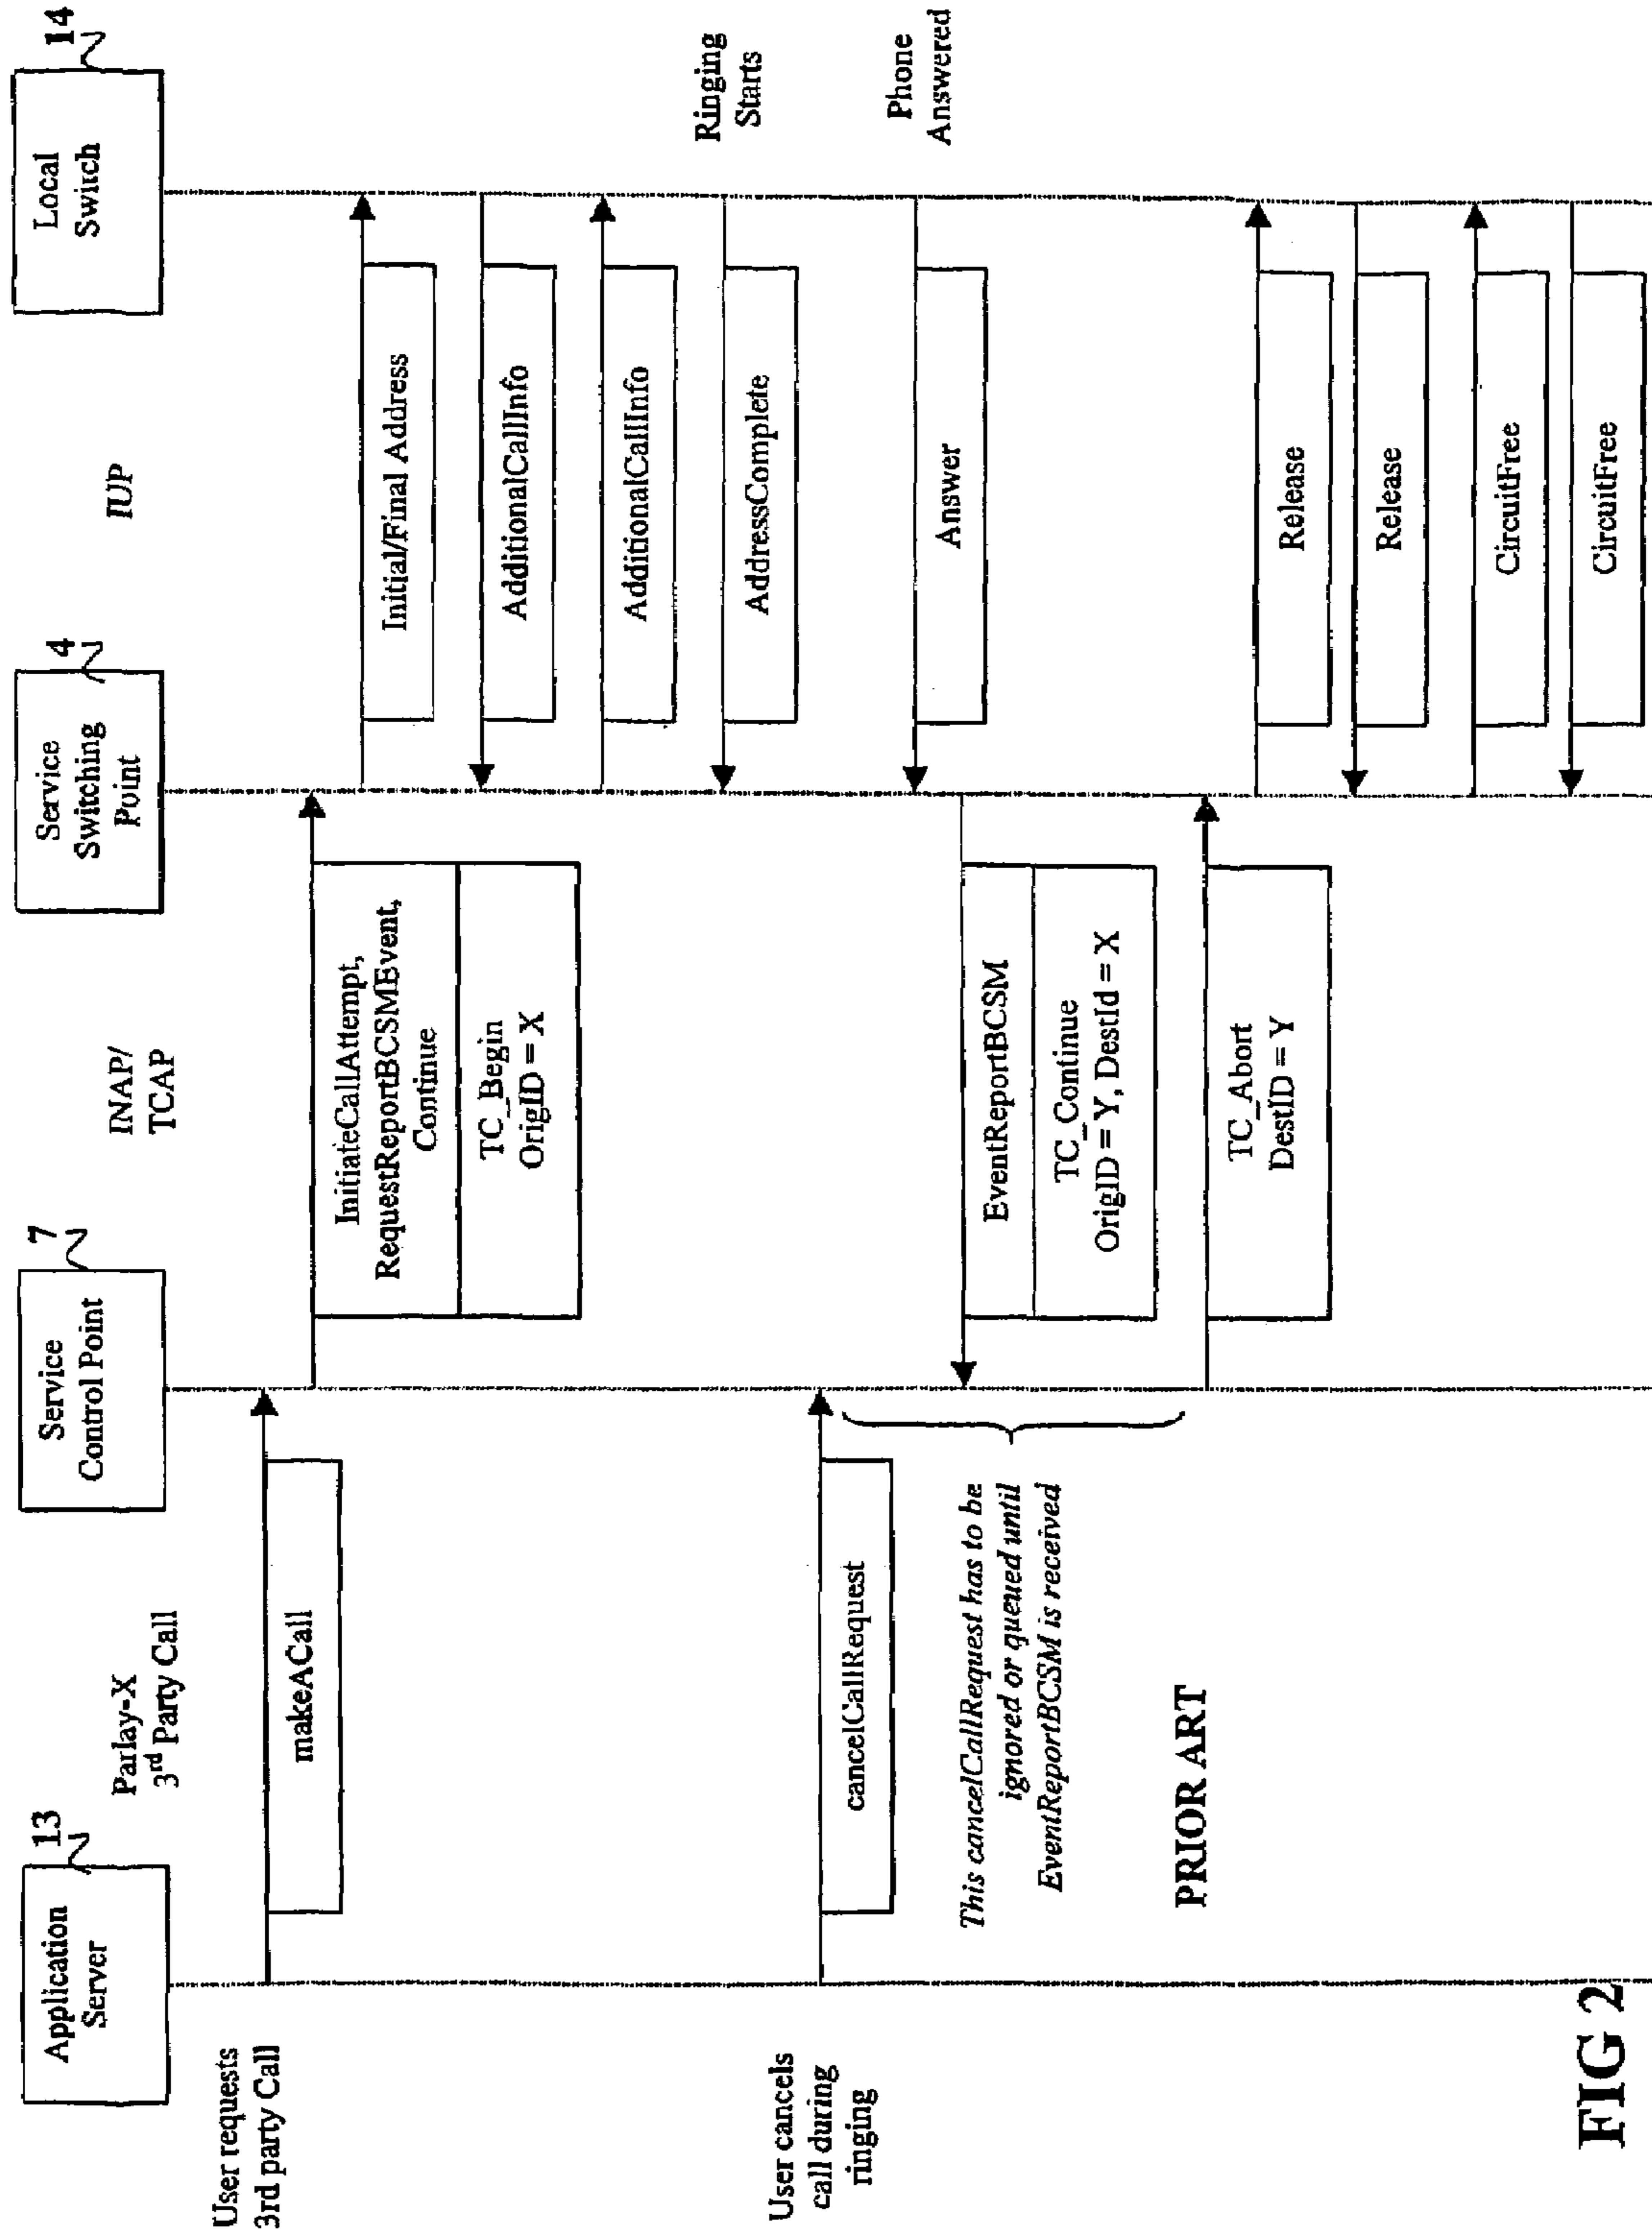 Application
Server
13
Service
Control Point
7
Service
Switching
Point
4
Local
Switch
14
Parlay-X
3rd Party Call
INAP/
TCAP
IUP
User requests
3rd party Call
makeACall
InitiateCallAttempt,
RequestReportBCSMEvent,
Continue
TC_Begin
OrigID = X
Initial/Final Address
AdditionalCallInfo
AdditionalCallInfo
AddressComplete
Ringing
Starts
User cancels
call during
ringing
cancelCallRequest
This cancelCallRequest has to be
ignored or queued until
EventReportBCSM is received
Answer
Phone
Answered
EventReportBCSM
TC_Continue
OrigID = Y, DestId = X
TC_Abort
DestID = Y
Release
Release
CircuitFree
CircuitFree
PRIOR ART
FIG 2